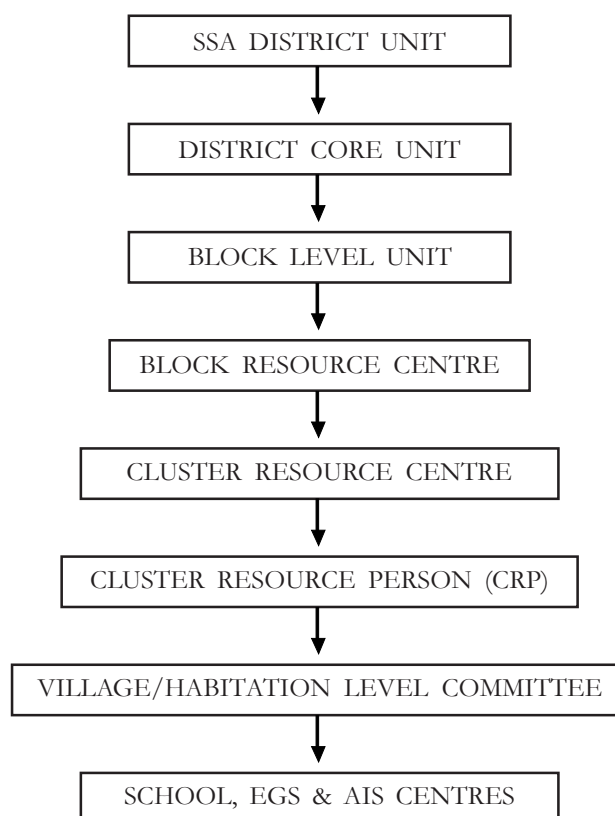 SSA DISTRICT UNIT
DISTRICT CORE UNIT
BLOCK LEVEL UNIT
BLOCK RESOURCE CENTRE
CLUSTER RESOURCE CENTRE
CLUSTER RESOURCE PERSON (CRP)
VILLAGE/HABITATION LEVEL COMMITTEE
SCHOOL, EGS & AIS CENTRES